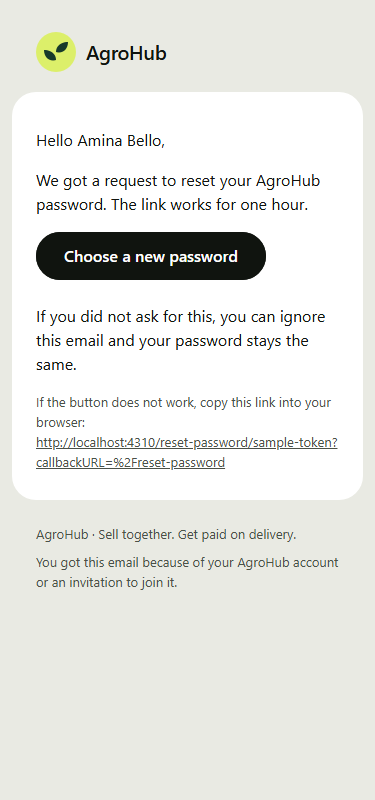 AgroHub
Hello Amina Bello,
We got a request to reset your AgroHub
password. The link works for one hour.
Choose a new password
If you did not ask for this, you can ignore
this email and your password stays the
same.
If the button does not work, copy this link into your
browser:
http://localhost:4310/reset-password/sample-token?
callbackURL=%2Freset-password
AgroHub · Sell together. Get paid on delivery.
You got this email because of your AgroHub account
or an invitation to join it.